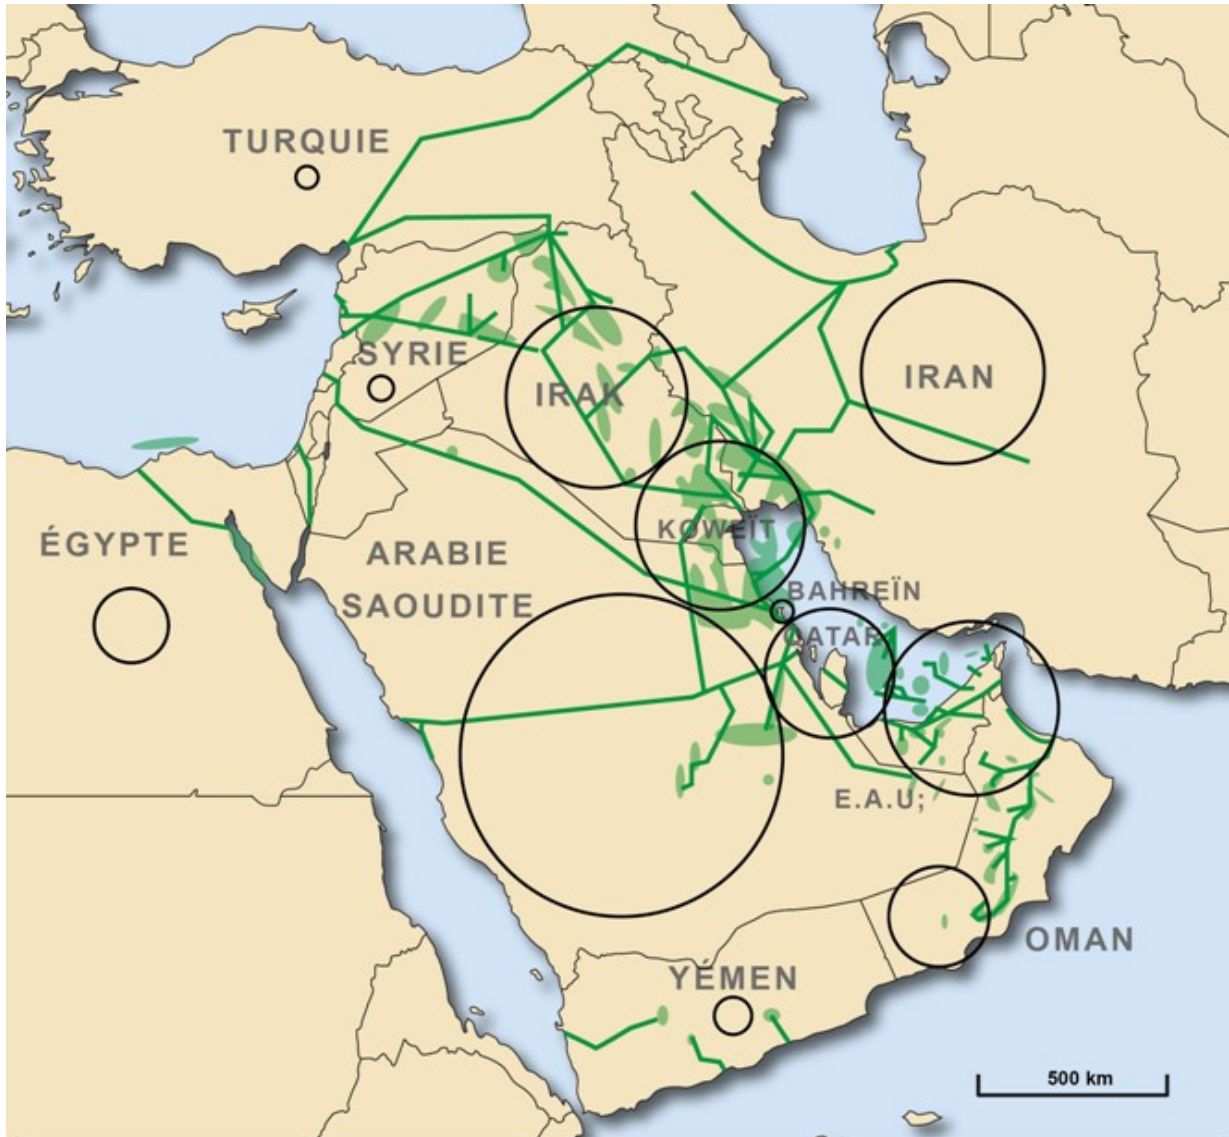 TURQUIE
SYRIE
IRAK
IRAN
KOWEÏT
ÉGYPTE
ARABIE
SAOUDITE
BAHREÏN
QATAR
E.A.U;
OMAN
YÉMEN
500 km